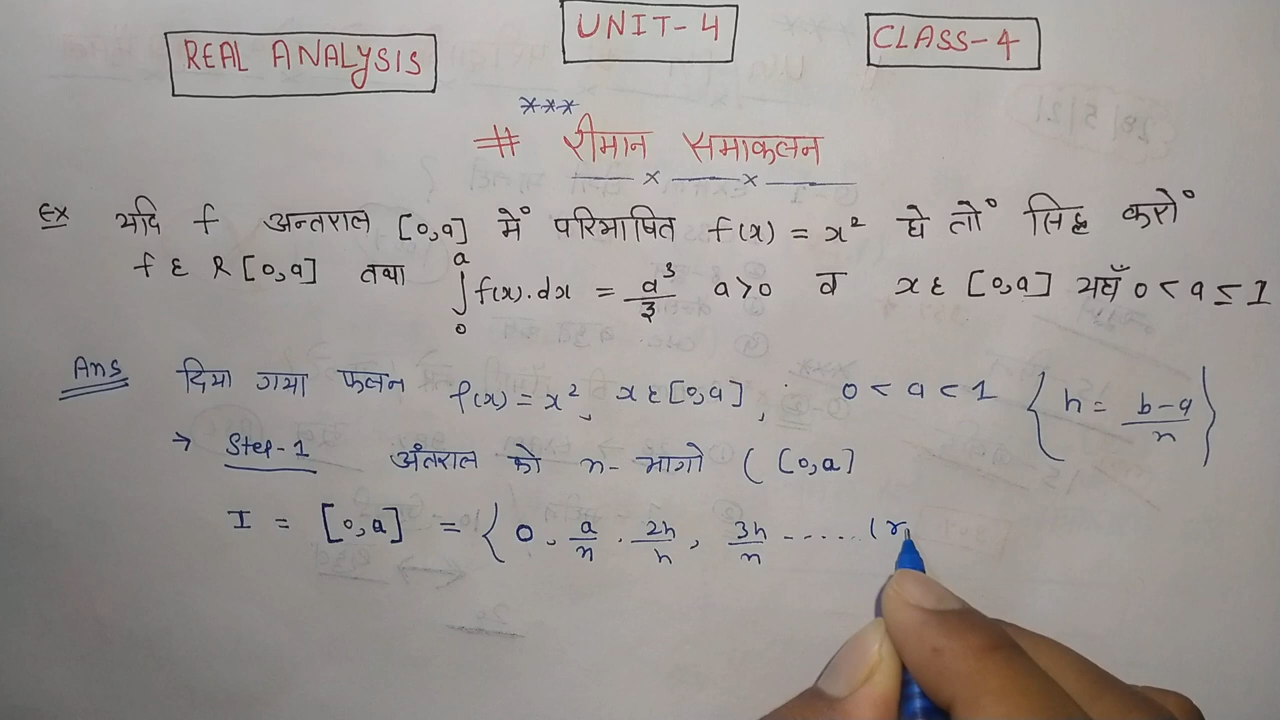 REAL ANALYSIS
UNIT-4
CLASS-4
***
# रीमान समाकलन
Ex यदि f अन्तराल [0,a] में परिभाषित f(x) = x² घे तों सिद्ध करों
f ε R [0,a] तथा ∫₀ᵃ f(x).dx = a³/3 a>0 व x ε [0,a] यहाँ 0 < a ≤ 1
Ans दिया गया फलन f(x) = x², x ε [0,a] ; 0 < a < 1 { h = b-a/n }
→ Step-1 अंतराल को n- भागो ( [0,a]
I = [0,a] = { 0, a/n . 2h/n, 3h/n ...... (r